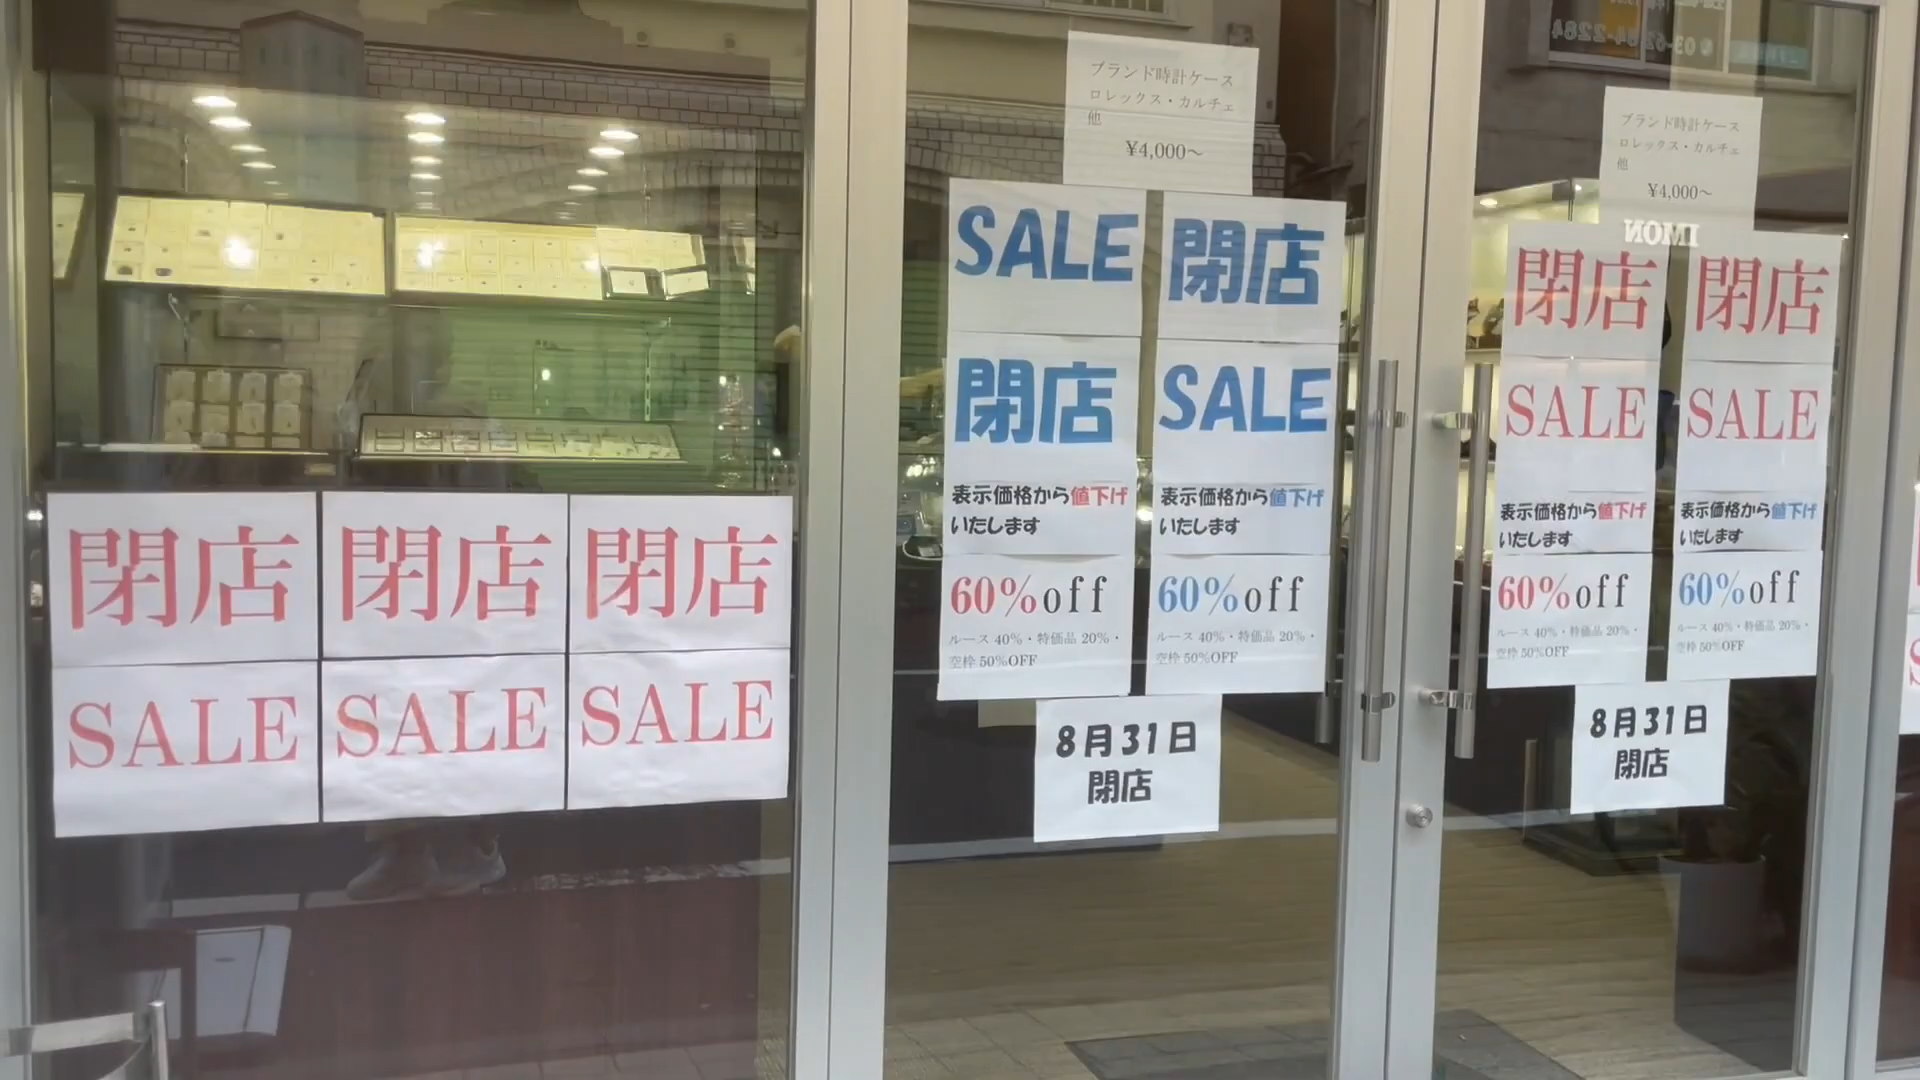 閉店
SALE
閉店
SALE
閉店
SALE
ブランド時計ケース
ロレックス・カルチェ
他
¥4,000~
SALE
閉店
表示価格から値下げ
いたします
60%off
ルース 40%・特価品 20%・
空枠 50%OFF
閉店
SALE
表示価格から値下げ
いたします
60%off
ルース 40%・特価品 20%・
空枠 50%OFF
8月31日
閉店
ブランド時計ケース
ロレックス・カルチェ
他
¥4,000~
IMON
閉店
SALE
表示価格から値下げ
いたします
60%off
ルース 40%・特価品 20%・
空枠 50%OFF
閉店
SALE
表示価格から値下げ
いたします
60%off
ルース 40%・特価品 20%・
空枠 50%OFF
8月31日
閉店